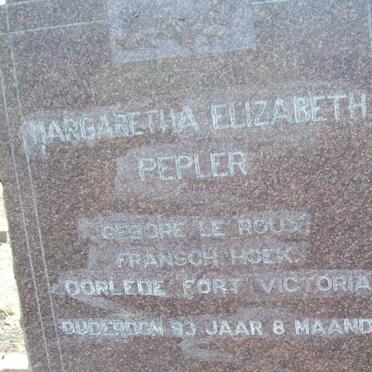 MARGARETHA ELIZABETH
PEPLER
GEBORE LE ROUX
FRANSCH HOEK
OORLEDE FORT VICTORIA
OUDERDOM 93 JAAR 8 MAAND